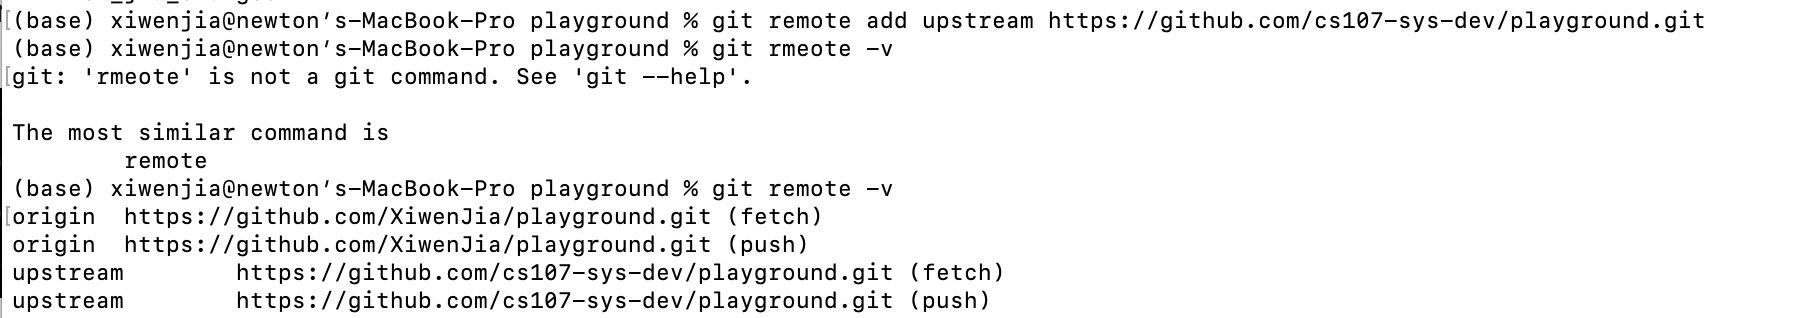 [(base) xiwenjia@newton's-MacBook-Pro playground % git remote add upstream https://github.com/cs107-sys-dev/playground.git
(base) xiwenjia@newton's-MacBook-Pro playground % git rmeote -v
[git: 'rmeote' is not a git command. See 'git --help'.
The most similar command is
remote
(base) xiwenjia@newton's-MacBook-Pro playground % git remote -v
[origin https://github.com/XiwenJia/playground.git (fetch)
origin https://github.com/XiwenJia/playground.git (push)
upstream https://github.com/cs107-sys-dev/playground.git (fetch)
upstream https://github.com/cs107-sys-dev/playground.git (push)